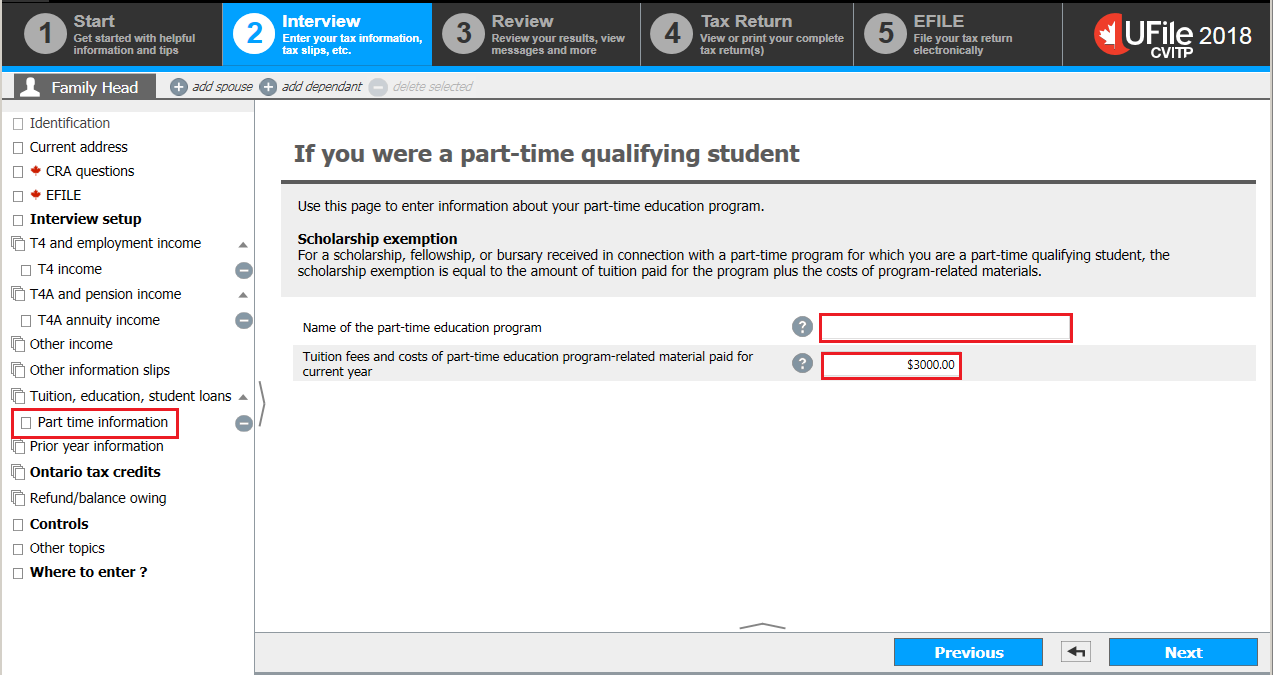 1
Start
Get started with helpful
information and tips
2
Interview
Enter your tax information,
tax slips, etc.
3
Review
Review your results, view
messages and more
4
Tax Return
View or print your complete
tax return(s)
5
EFILE
File your tax return
electronically
UFile 2018
CVITP
Family Head
add spouse
add dependant
delete selected
Identification
Current address
CRA questions
EFILE
Interview setup
T4 and employment income
T4 income
T4A and pension income
T4A annuity income
Other income
Other information slips
Tuition, education, student loans
Part time information
Prior year information
Ontario tax credits
Refund/balance owing
Controls
Other topics
Where to enter ?
If you were a part-time qualifying student
Use this page to enter information about your part-time education program.
Scholarship exemption
For a scholarship, fellowship, or bursary received in connection with a part-time program for which you are a part-time qualifying student, the
scholarship exemption is equal to the amount of tuition paid for the program plus the costs of program-related materials.
Name of the part-time education program
?
Tuition fees and costs of part-time education program-related material paid for
current year
?
$3000.00
Previous
Next